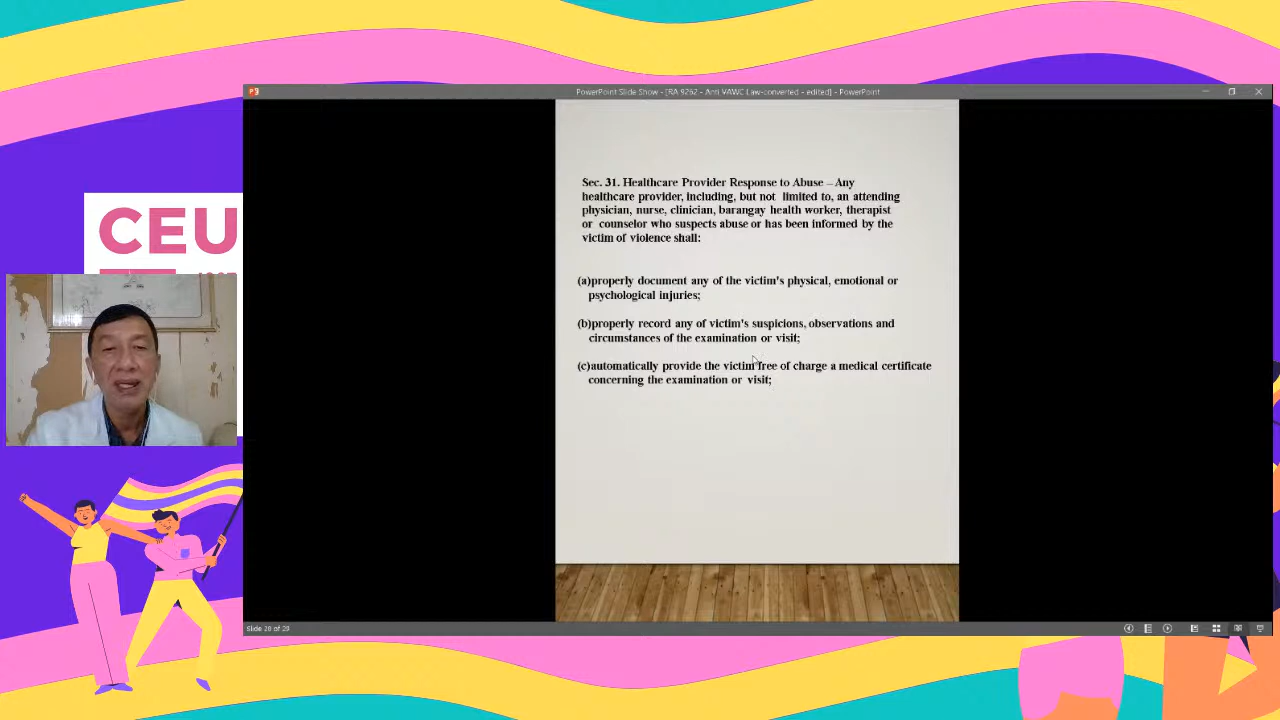 PowerPoint Slide Show - [RA 9262 - Anti VAWC Law-converted - edited] - PowerPoint
CEU
Sec. 31. Healthcare Provider Response to Abuse – Any
healthcare provider, including, but not limited to, an attending
physician, nurse, clinician, barangay health worker, therapist
or counselor who suspects abuse or has been informed by the
victim of violence shall:
(a)properly document any of the victim's physical, emotional or
psychological injuries;
(b)properly record any of victim's suspicions, observations and
circumstances of the examination or visit;
(c)automatically provide the victim free of charge a medical certificate
concerning the examination or visit;